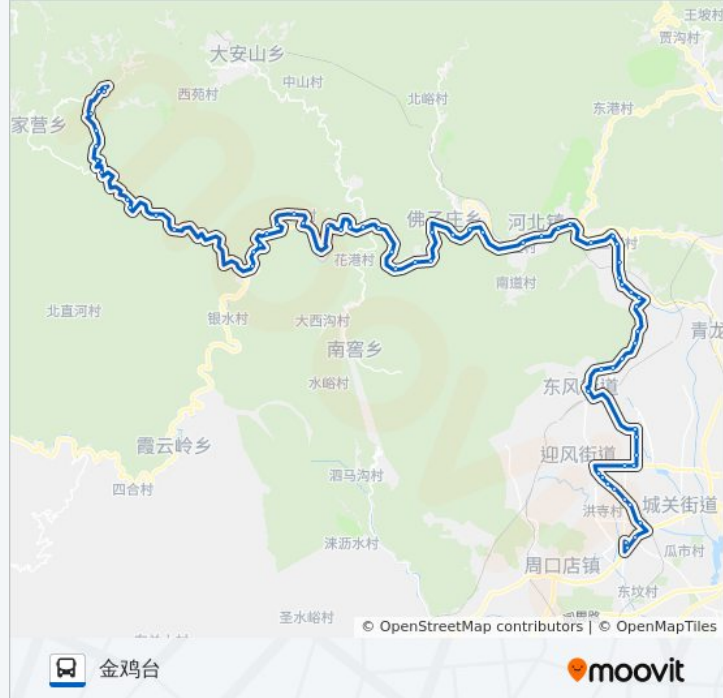 王坡村
贾沟村
大安山乡
中山村
西苑村
北峪村
东港村
家营乡
佛子庄乡
河北镇
村
花港村
南道村
北直河村
银水村
大西沟村
青龙
南窖乡
水峪村
东风街道
霞云岭乡
迎风街道
泗马沟村
四合村
洪寺村
城关街道
涞沥水村
瓜市村
周口店镇
东坟村
圣水峪村
© OpenStreetMap contributors | © OpenMapTiles
金鸡台
moovit